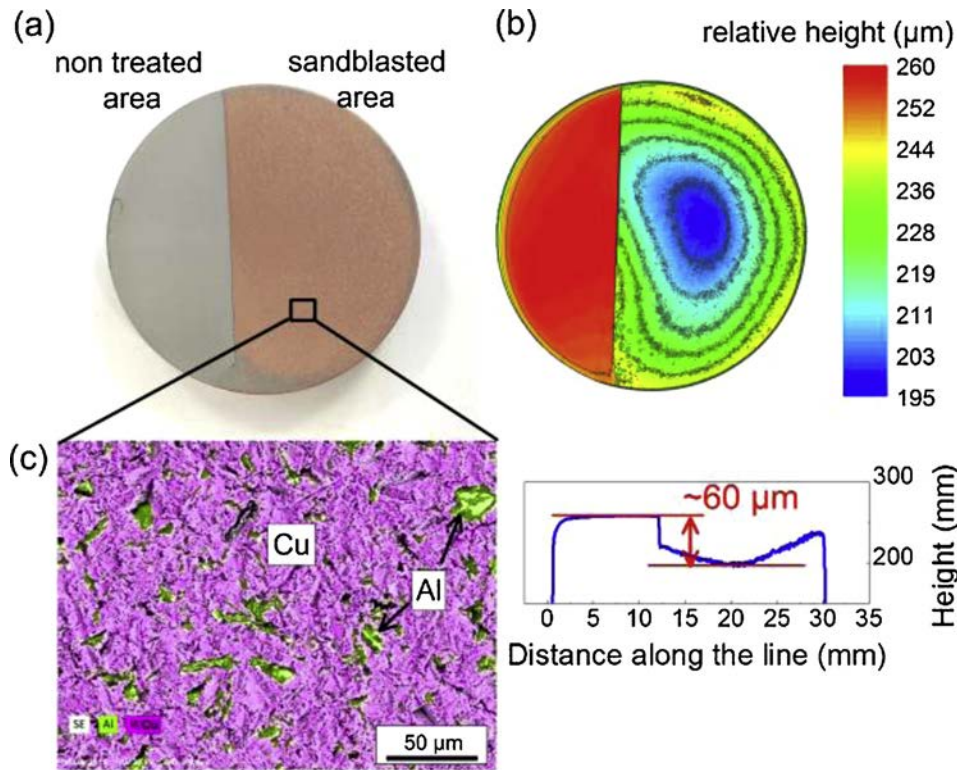 (a)
non treated
area
sandblasted
area
(b)
relative height (µm)
260
252
244
236
228
219
211
203
195
(c)
Cu
Al
SE Al
50 µm
~60 µm
300
200
Height (mm)
0 5 10 15 20 25 30 35
Distance along the line (mm)